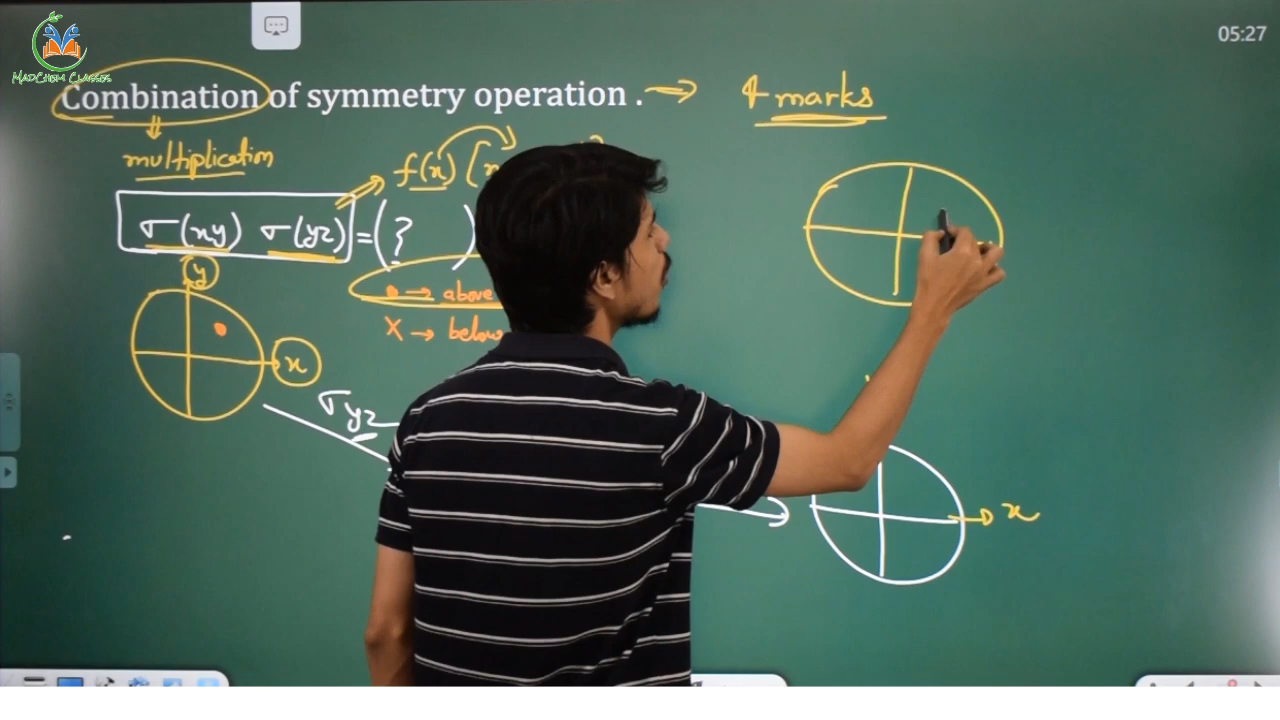 05:27
MADCHEM CLASSES
Combination of symmetry operation . → 4 marks
multiplication
f(x) [
σ(xy) σ(yz) = ( ? )
y
• → above
X → below
x
σyz
x